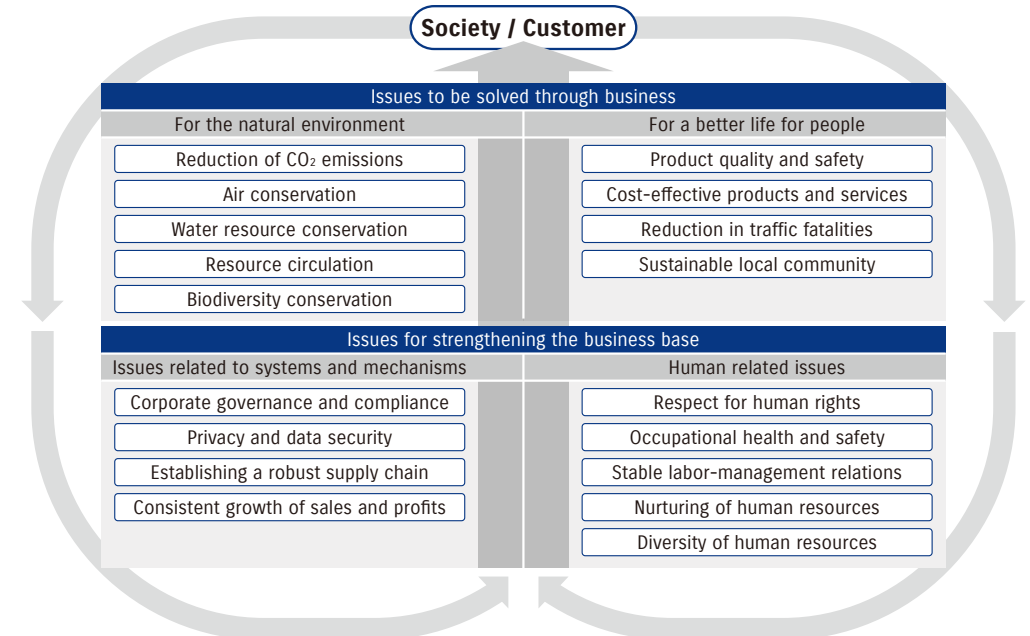 Society / Customer
Issues to be solved through business
For the natural environment
Reduction of CO₂ emissions
Air conservation
Water resource conservation
Resource circulation
Biodiversity conservation
For a better life for people
Product quality and safety
Cost-effective products and services
Reduction in traffic fatalities
Sustainable local community
Issues for strengthening the business base
Issues related to systems and mechanisms
Corporate governance and compliance
Privacy and data security
Establishing a robust supply chain
Consistent growth of sales and profits
Human related issues
Respect for human rights
Occupational health and safety
Stable labor-management relations
Nurturing of human resources
Diversity of human resources